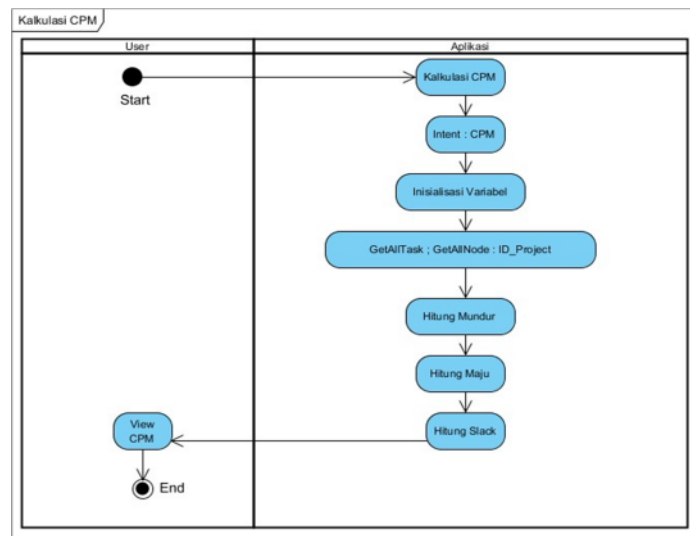 Kalkulasi CPM
User
Aplikasi
Start
Kalkulasi CPM
Intent : CPM
Inisialisasi Variabel
GetAllTask ; GetAllNode : ID_Project
Hitung Mundur
Hitung Maju
Hitung Slack
View
CPM
End